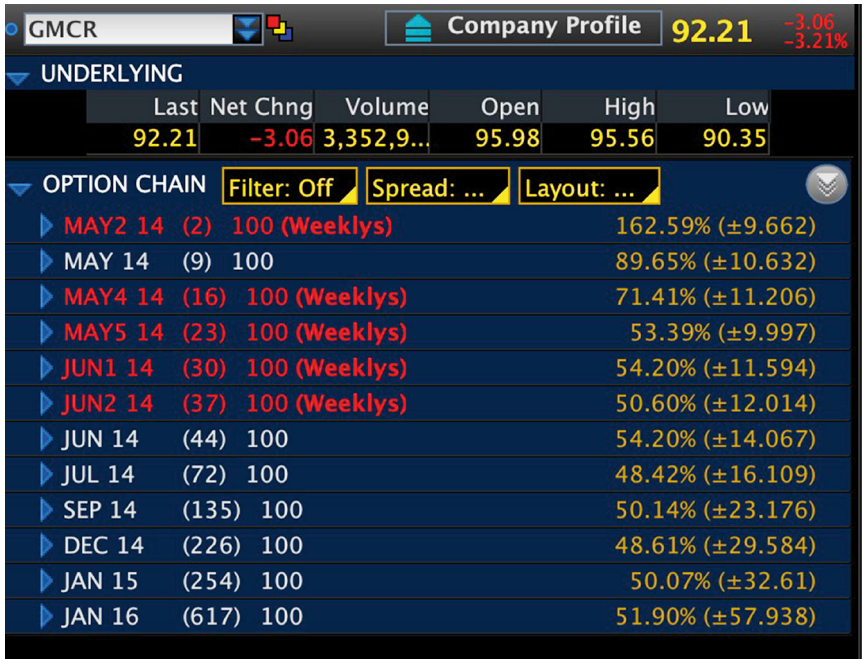 GMCR Company Profile 92.21 -3.06
-3.21%
UNDERLYING
Last Net Chng Volume Open High Low
92.21 -3.06 3,352,9... 95.98 95.56 90.35
OPTION CHAIN Filter: Off Spread: ... Layout: ...
MAY2 14 (2) 100 (Weeklys) 162.59% (±9.662)
MAY 14 (9) 100 89.65% (±10.632)
MAY4 14 (16) 100 (Weeklys) 71.41% (±11.206)
MAY5 14 (23) 100 (Weeklys) 53.39% (±9.997)
JUN1 14 (30) 100 (Weeklys) 54.20% (±11.594)
JUN2 14 (37) 100 (Weeklys) 50.60% (±12.014)
JUN 14 (44) 100 54.20% (±14.067)
JUL 14 (72) 100 48.42% (±16.109)
SEP 14 (135) 100 50.14% (±23.176)
DEC 14 (226) 100 48.61% (±29.584)
JAN 15 (254) 100 50.07% (±32.61)
JAN 16 (617) 100 51.90% (±57.938)